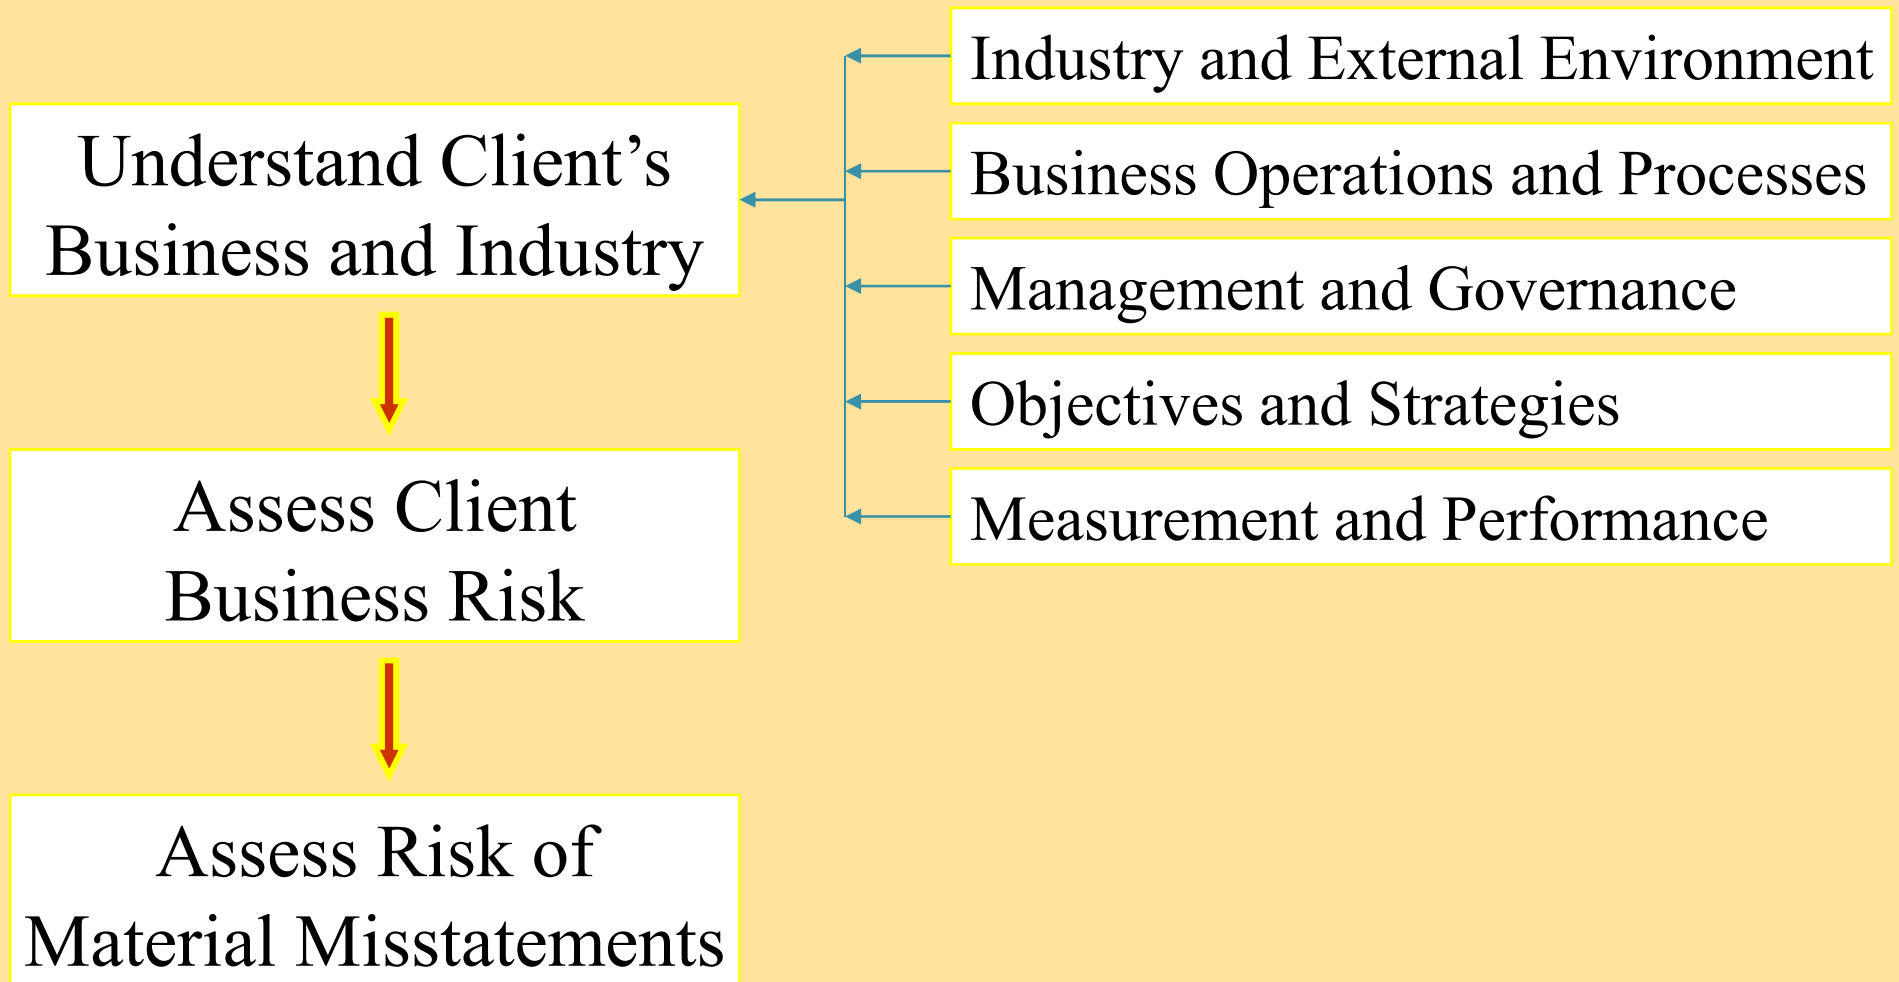 Understand Client’s
Business and Industry
Assess Client
Business Risk
Assess Risk of
Material Misstatements
Industry and External Environment
Business Operations and Processes
Management and Governance
Objectives and Strategies
Measurement and Performance